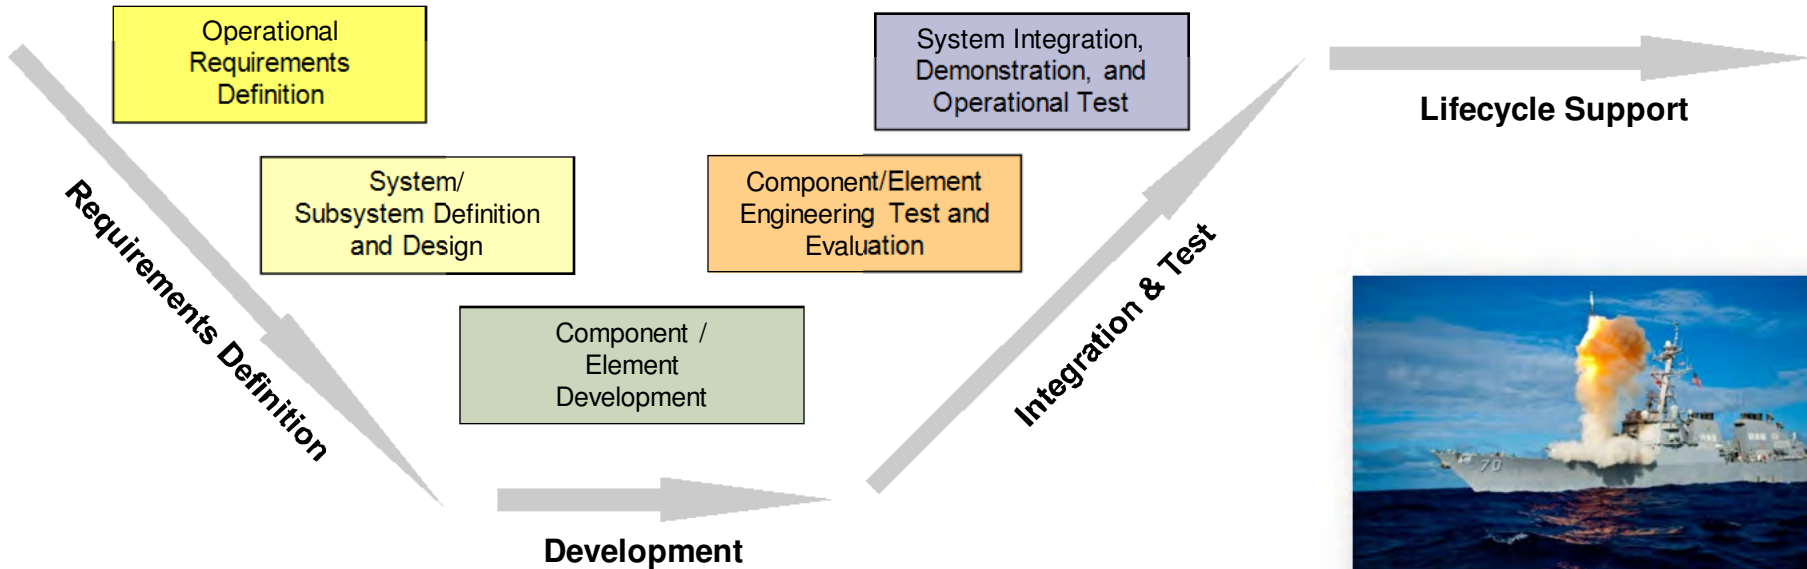 Operational
Requirements
Definition
System/
Subsystem Definition
and Design
Component /
Element
Development
Component/Element
Engineering Test and
Evaluation
System Integration,
Demonstration, and
Operational Test
Requirements Definition
Development
Integration & Test
Lifecycle Support
70